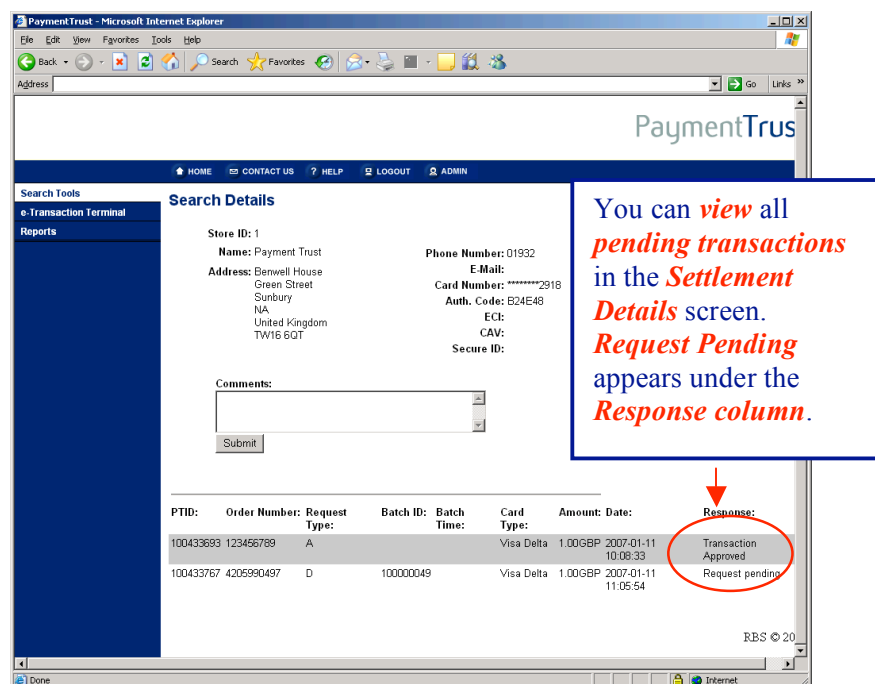 PaymentTrust - Microsoft Internet Explorer
File Edit View Favorites Tools Help
Back Search Favorites
Address Go Links »
PaymentTrus
HOME CONTACT US ? HELP LOGOUT ADMIN
Search Tools
e-Transaction Terminal
Reports
Search Details
Store ID: 1
Name: Payment Trust
Address: Benwell House
Green Street
Sunbury
NA
United Kingdom
TW16 6QT
Phone Number: 01932
E-Mail:
Card Number: ********2918
Auth. Code: B24E48
ECI:
CAV:
Secure ID:
Comments:
Submit
You can view all
pending transactions
in the Settlement
Details screen.
Request Pending
appears under the
Response column.
PTID: Order Number: Request Type: Batch ID: Batch Time: Card Type: Amount: Date: Response:
100433693 123456789 A Visa Delta 1.00GBP 2007-01-11 10:08:33 Transaction Approved
100433767 4205990497 D 100000049 Visa Delta 1.00GBP 2007-01-11 11:05:54 Request pending
RBS © 20
Done Internet